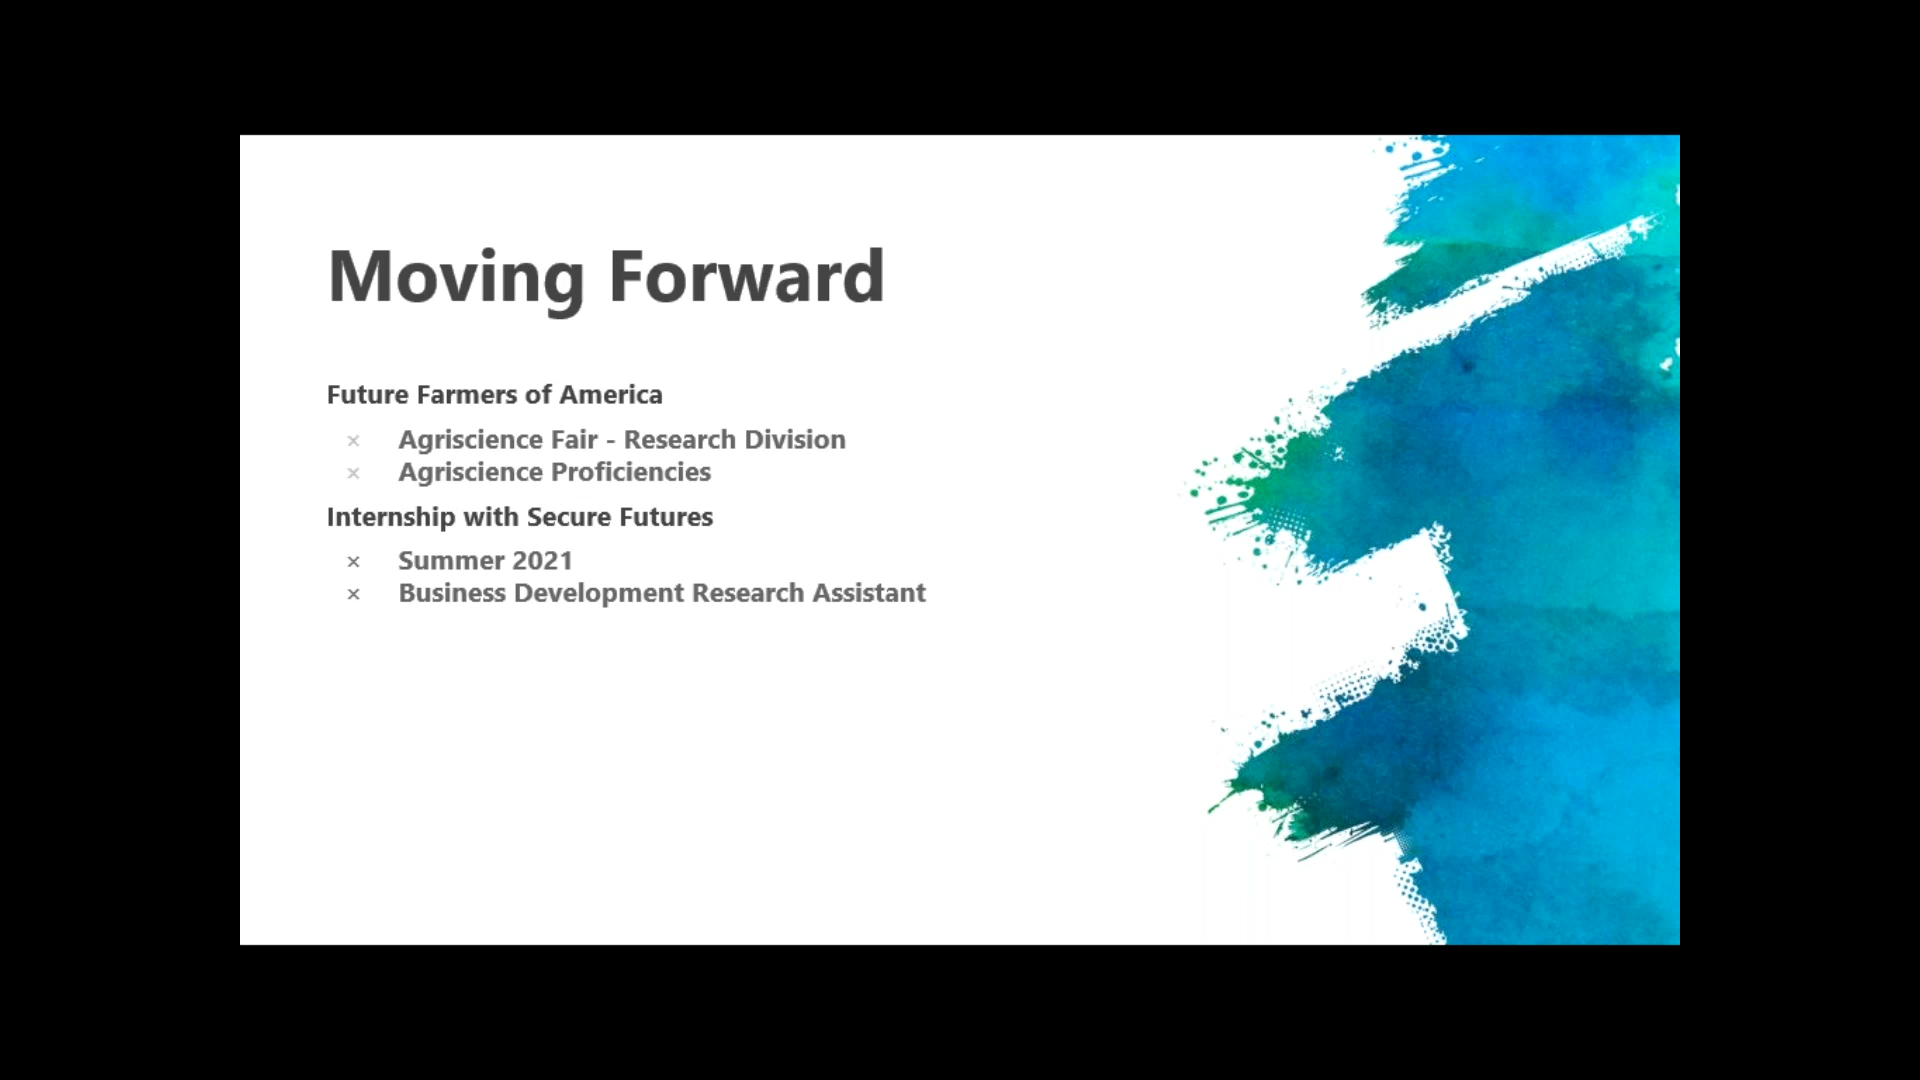 Moving Forward
Future Farmers of America
× Agriscience Fair - Research Division
× Agriscience Proficiencies
Internship with Secure Futures
× Summer 2021
× Business Development Research Assistant